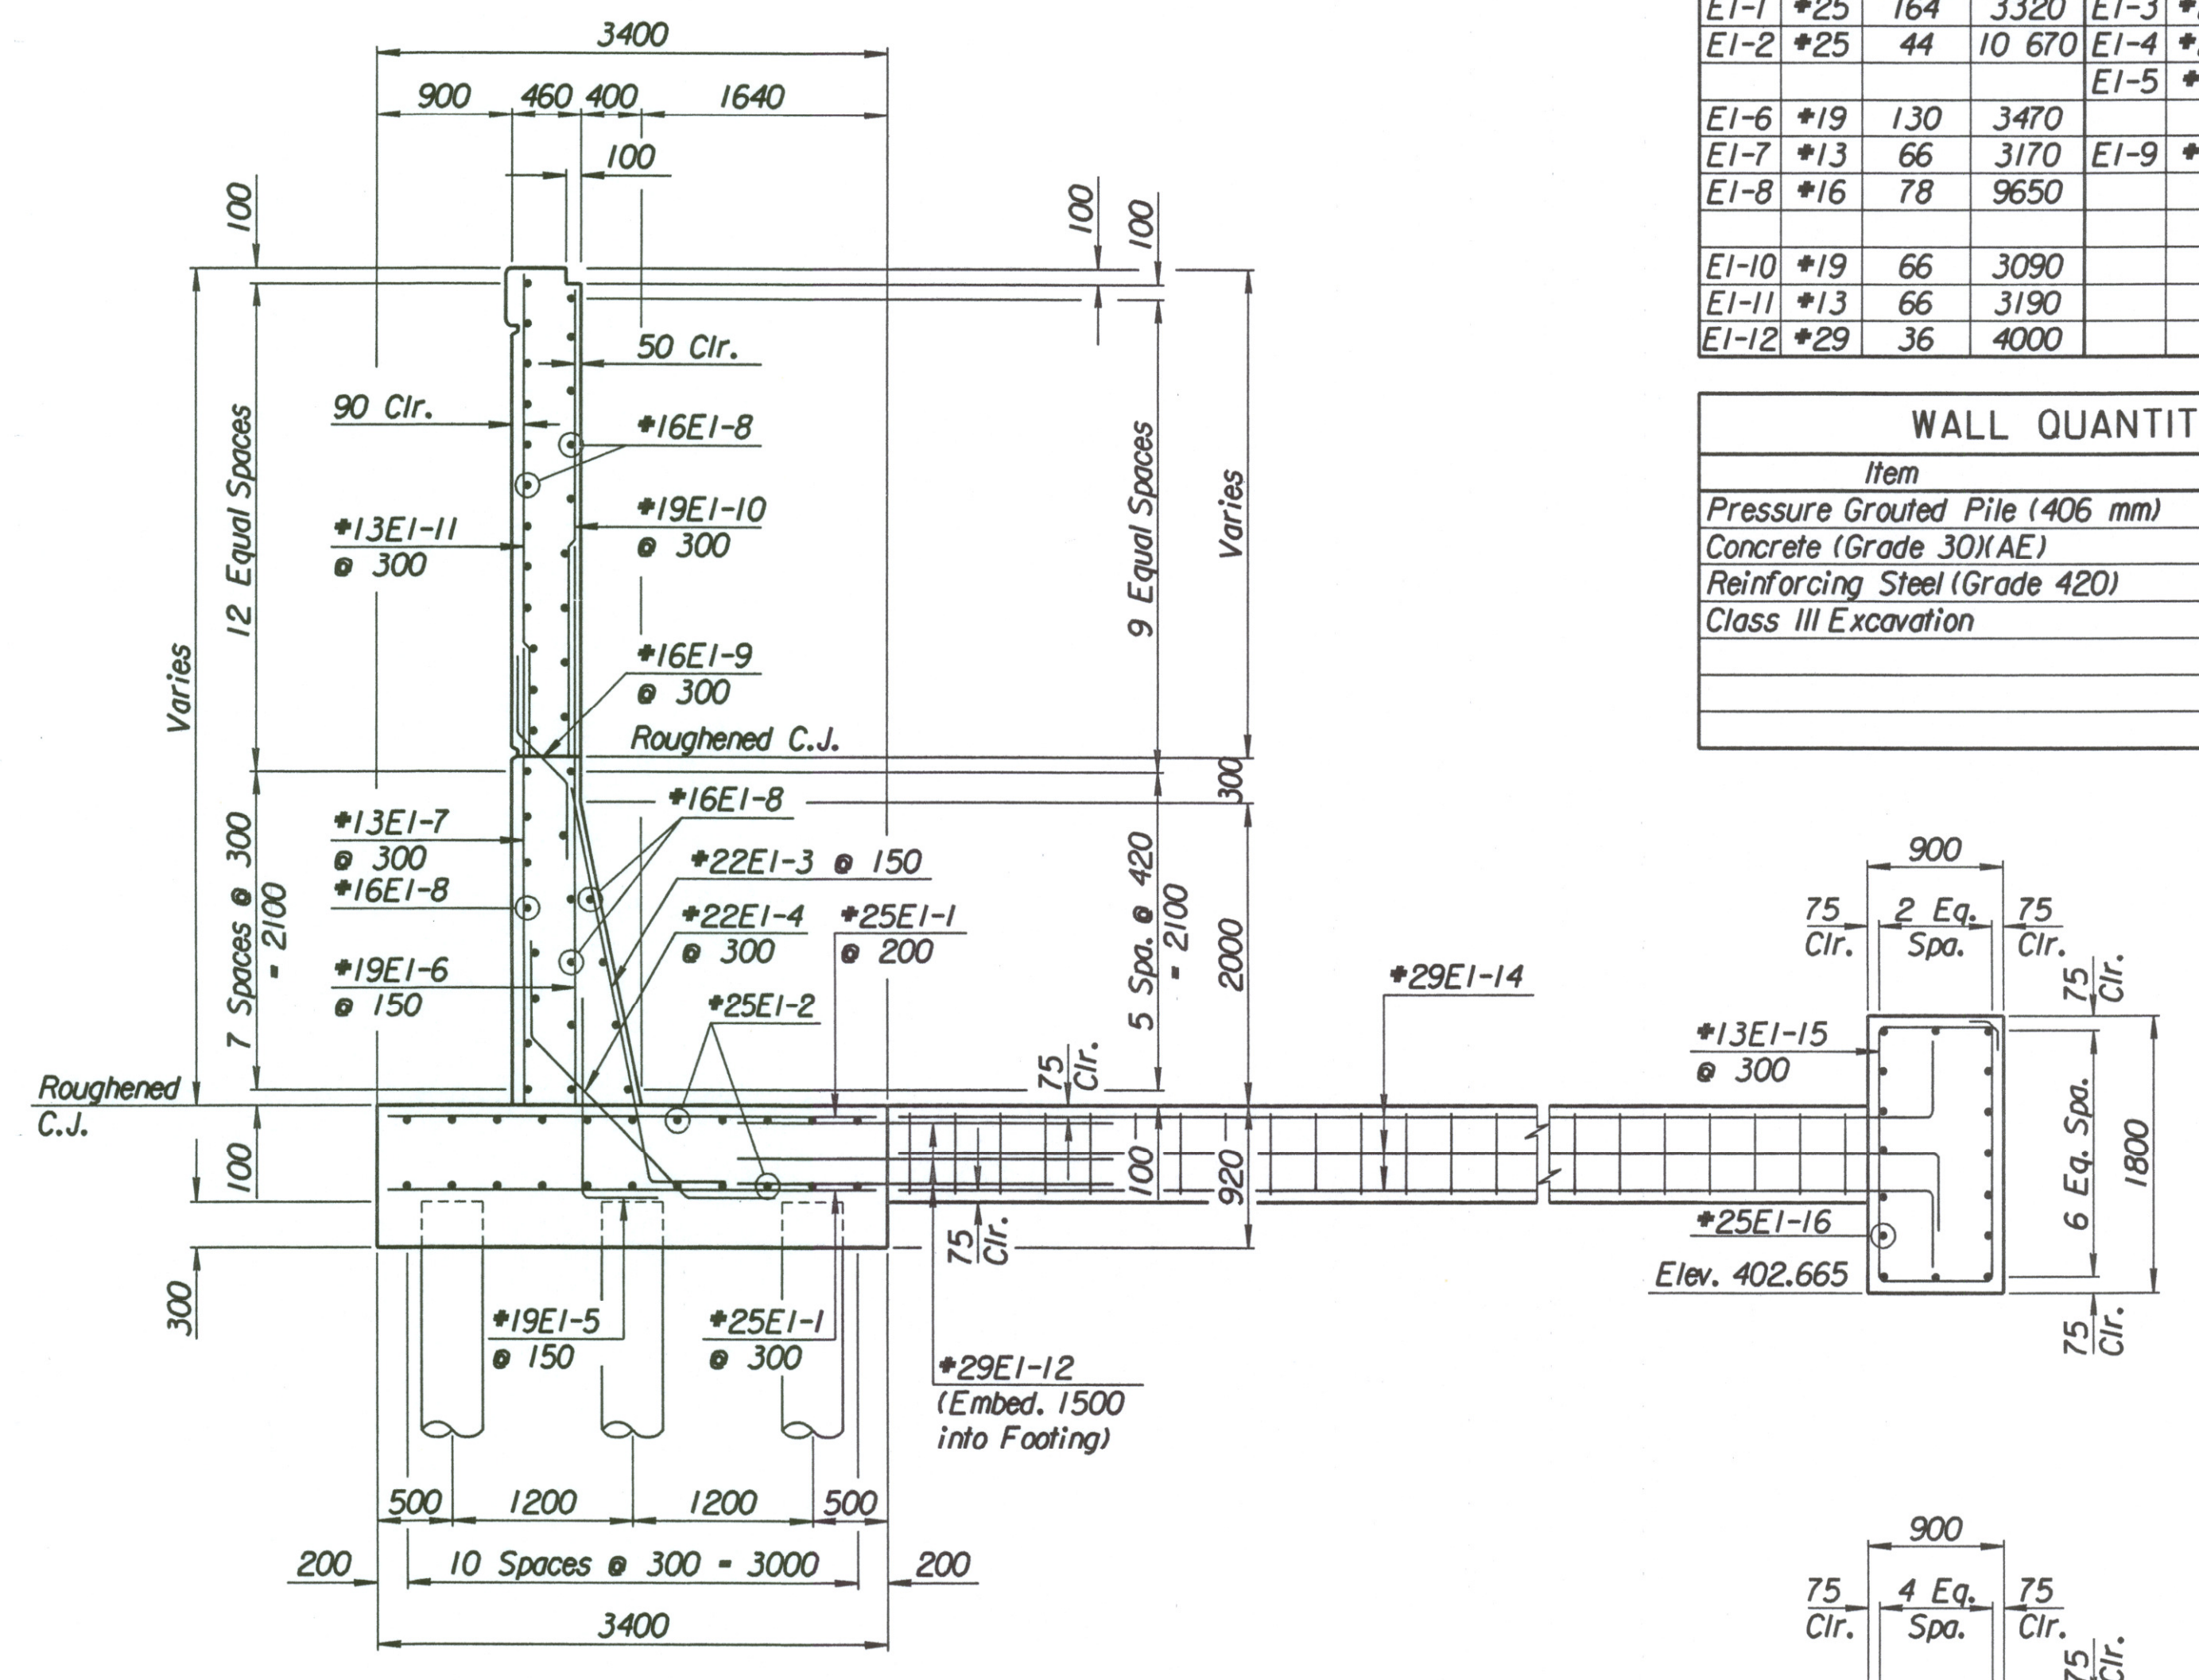 3400
900 460 400 1640
100
100
100
100
50 Clr.
90 Clr.
#16E1-8
12 Equal Spaces
#13E1-11
@ 300
#19E1-10
@ 300
9 Equal Spaces
Varies
Varies
#16E1-9
@ 300
Roughened C.J.
300
#16E1-8
#13E1-7
@ 300
#16E1-8
#22E1-3 @ 150
#22E1-4
@ 300
#25E1-1
@ 200
7 Spaces @ 300
= 2100
5 Spa. @ 420
= 2100
2000
#19E1-6
@ 150
#25E1-2
#29E1-14
75
Clr.
Roughened
C.J.
100
100
920
75
Clr.
300
#19E1-5
@ 150
#25E1-1
@ 300
#29E1-12
(Embed. 1500
into Footing)
500 1200 1200 500
200 10 Spaces @ 300 = 3000 200
3400
E1-1 #25 164 3320 E1-3
E1-2 #25 44 10 670 E1-4
E1-5
E1-6 #19 130 3470
E1-7 #13 66 3170 E1-9
E1-8 #16 78 9650
E1-10 #19 66 3090
E1-11 #13 66 3190
E1-12 #29 36 4000
WALL QUANTIT
Item
Pressure Grouted Pile (406 mm)
Concrete (Grade 30)(AE)
Reinforcing Steel (Grade 420)
Class III Excavation
900
75 2 Eq. 75
Clr. Spa. Clr.
75
Clr.
#13E1-15
@ 300
6 Eq. Spa.
1800
#25E1-16
Elev. 402.665
75
Clr.
900
75 4 Eq. 75
Clr. Spa. Clr.
75
Clr.